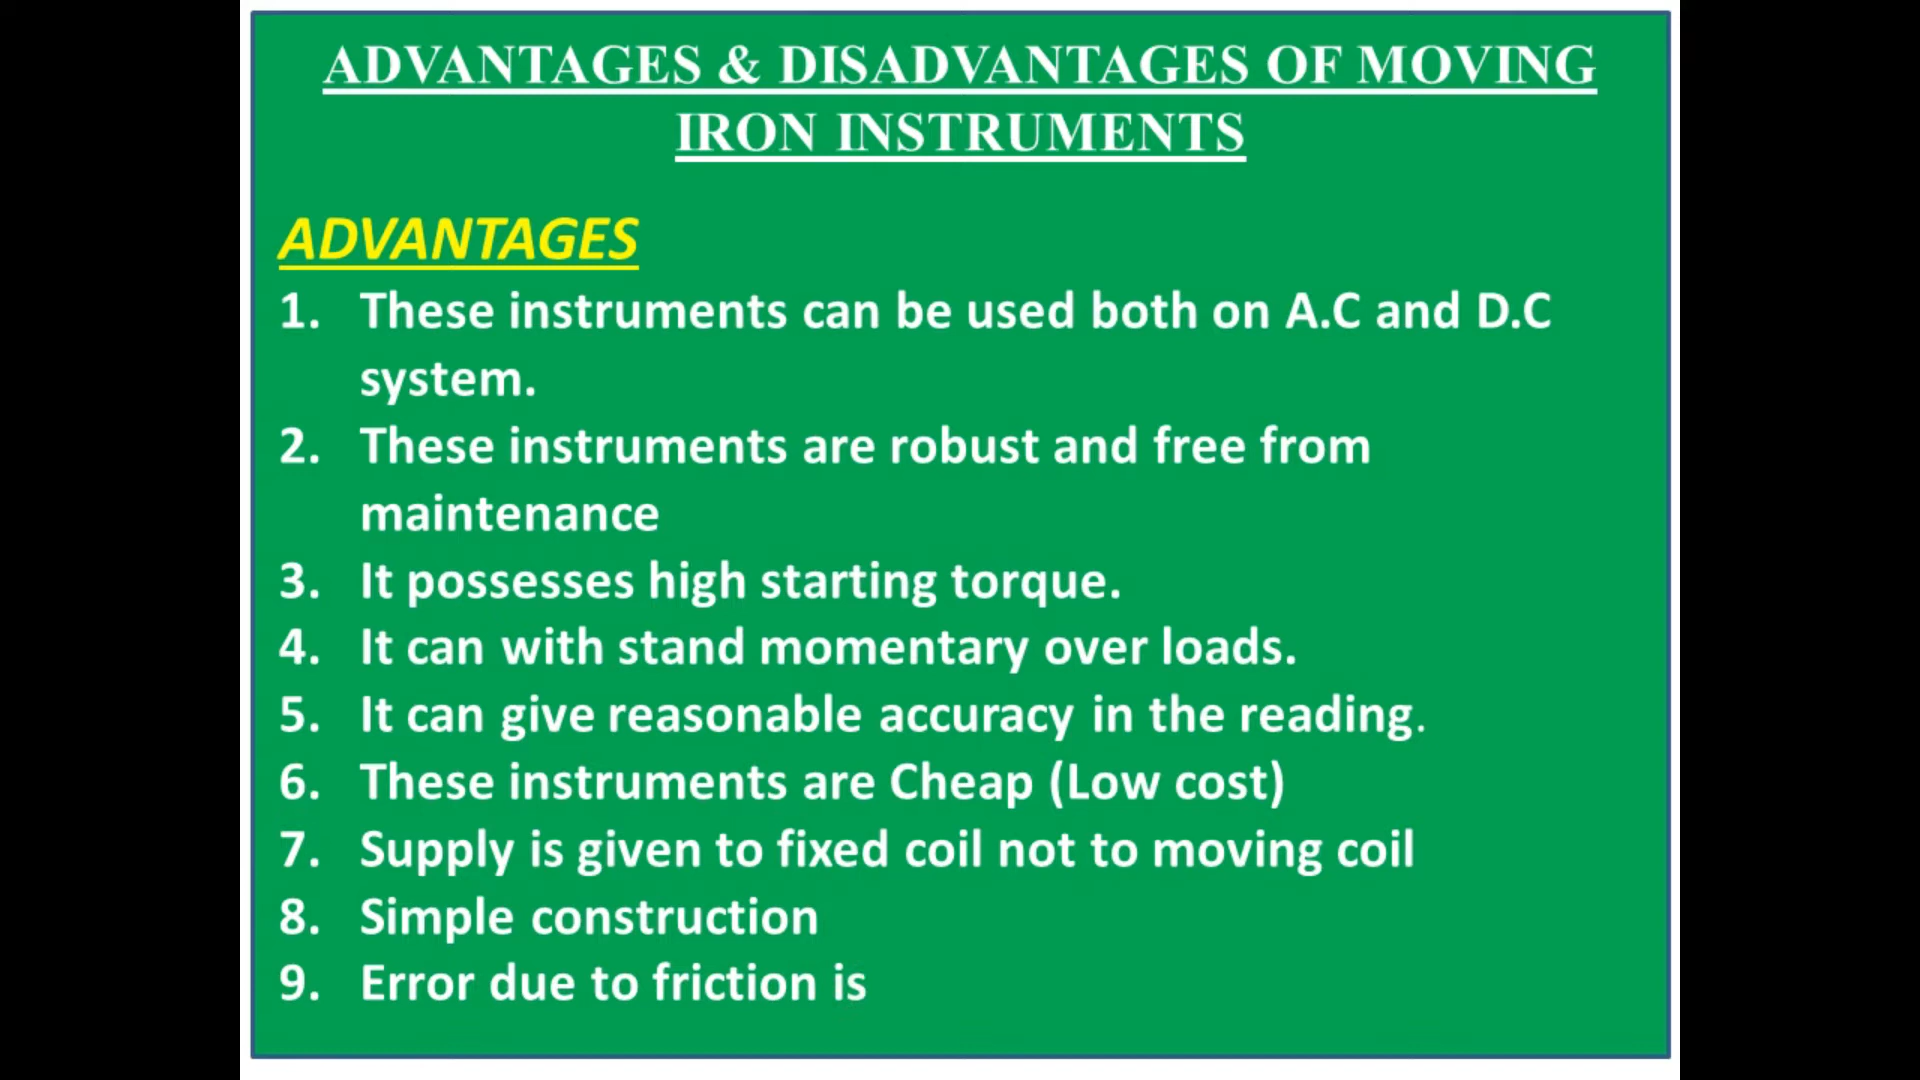 ADVANTAGES & DISADVANTAGES OF MOVING
IRON INSTRUMENTS
ADVANTAGES
1. These instruments can be used both on A.C and D.C
system.
2. These instruments are robust and free from
maintenance
3. It possesses high starting torque.
4. It can with stand momentary over loads.
5. It can give reasonable accuracy in the reading.
6. These instruments are Cheap (Low cost)
7. Supply is given to fixed coil not to moving coil
8. Simple construction
9. Error due to friction is